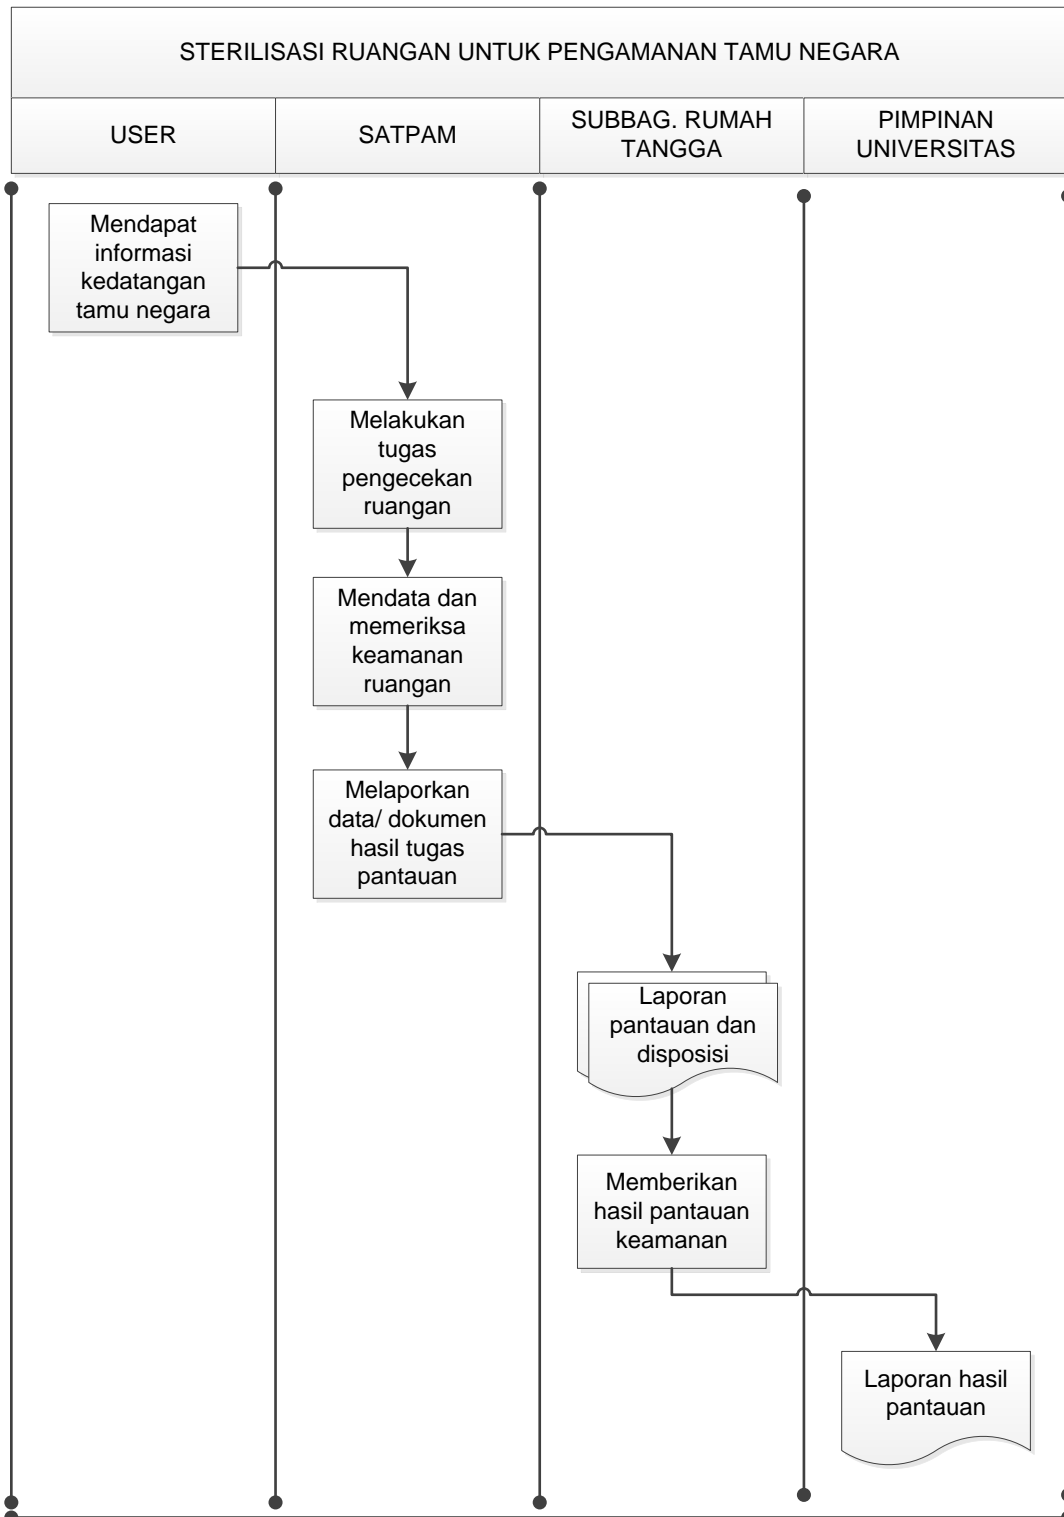 STERILISASI RUANGAN UNTUK PENGAMANAN TAMU NEGARA
USER
SATPAM
SUBBAG. RUMAH
TANGGA
PIMPINAN
UNIVERSITAS
Mendapat
informasi
kedatangan
tamu negara
Melakukan
tugas
pengecekan
ruangan
Mendata dan
memeriksa
keamanan
ruangan
Melaporkan
data/ dokumen
hasil tugas
pantauan
Laporan
pantauan dan
disposisi
Memberikan
hasil pantauan
keamanan
Laporan hasil
pantauan